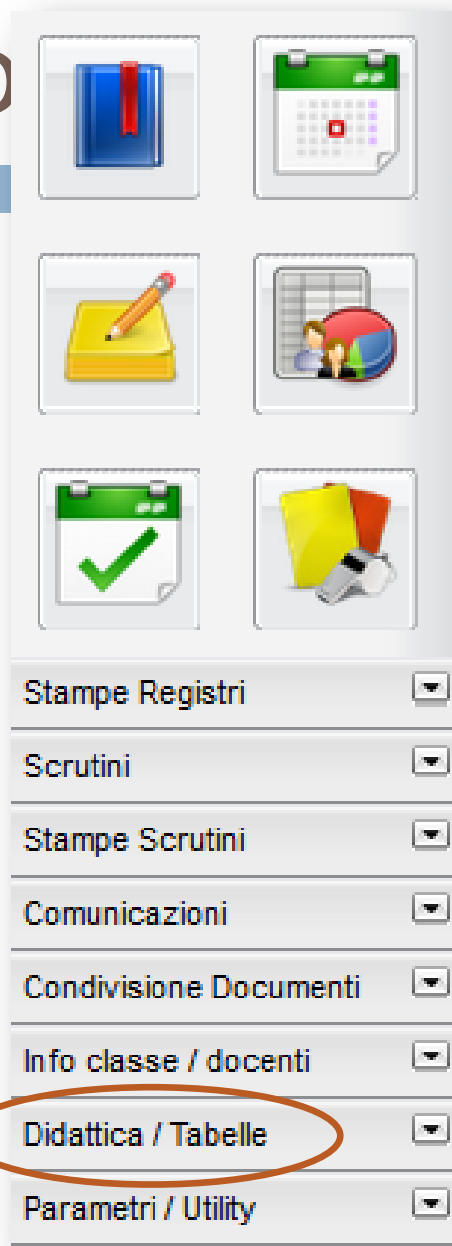 Stampe Registri
Scrutini
Stampe Scrutini
Comunicazioni
Condivisione Documenti
Info classe / docenti
Didattica / Tabelle
Parametri / Utility